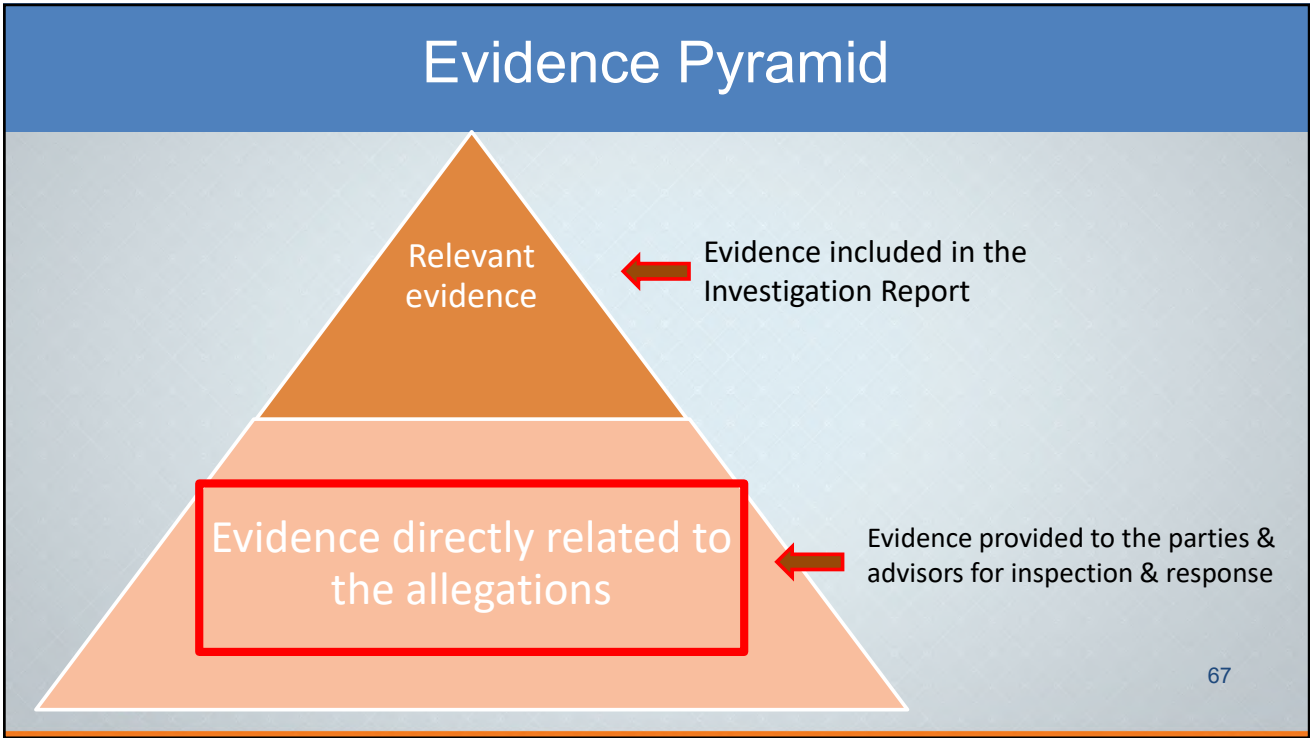 Evidence Pyramid
Relevant
evidence
Evidence included in the
Investigation Report
Evidence directly related to
the allegations
Evidence provided to the parties &
advisors for inspection & response
67